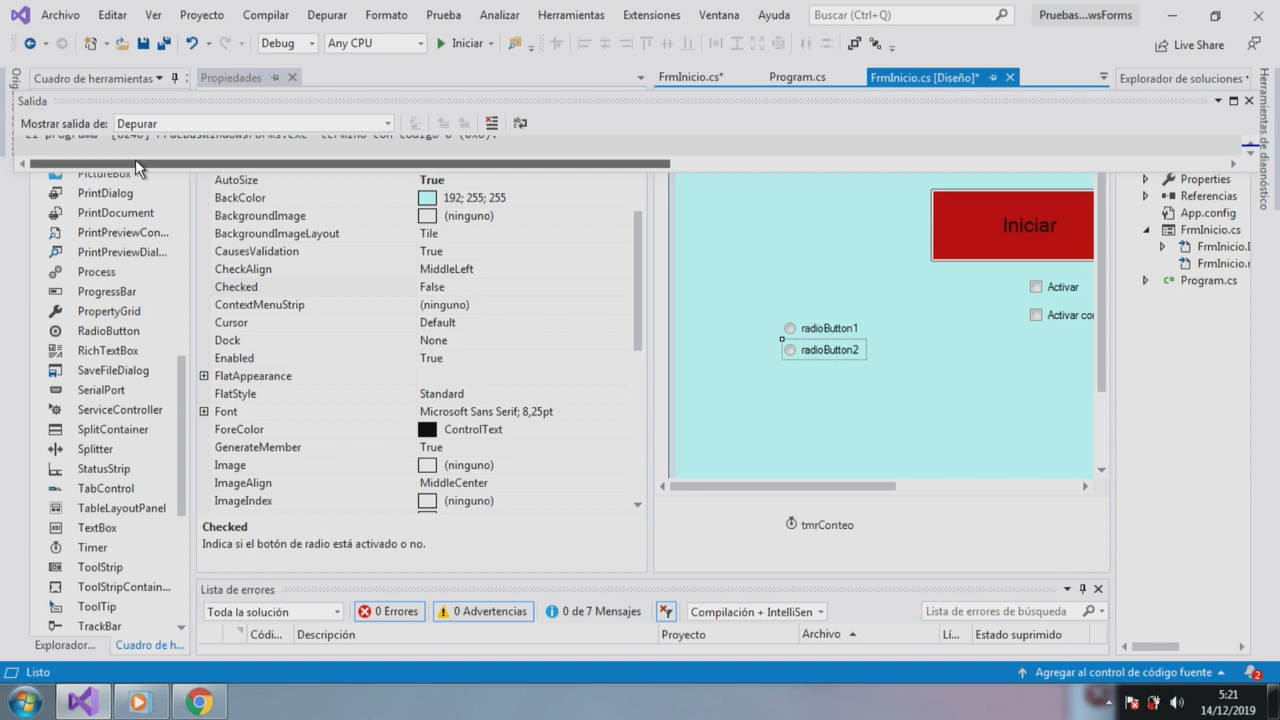 Archivo Editar Ver Proyecto Compilar Depurar Formato Prueba Analizar Herramientas Extensiones Ventana Ayuda Buscar (Ctrl+Q) Pruebas...wsForms
Debug Any CPU Iniciar Live Share
Cuadro de herramientas Propiedades FrmInicio.cs* Program.cs FrmInicio.cs [Diseño]* Explorador de soluciones
Salida
Mostrar salida de: Depurar
PictureBox
PrintDialog
PrintDocument
PrintPreviewCon...
PrintPreviewDial...
Process
ProgressBar
PropertyGrid
RadioButton
RichTextBox
SaveFileDialog
SerialPort
ServiceController
SplitContainer
Splitter
StatusStrip
TabControl
TableLayoutPanel
TextBox
Timer
ToolStrip
ToolStripContain...
ToolTip
TrackBar
Explorador... Cuadro de h...
AutoSize True
BackColor 192; 255; 255
BackgroundImage (ninguno)
BackgroundImageLayout Tile
CausesValidation True
CheckAlign MiddleLeft
Checked False
ContextMenuStrip (ninguno)
Cursor Default
Dock None
Enabled True
FlatAppearance
FlatStyle Standard
Font Microsoft Sans Serif; 8,25pt
ForeColor ControlText
GenerateMember True
Image (ninguno)
ImageAlign MiddleCenter
ImageIndex (ninguno)
Checked
Indica si el botón de radio está activado o no.
Iniciar
Activar
Activar con
radioButton1
radioButton2
tmrConteo
Properties
Referencias
App.config
FrmInicio.cs
FrmInicio.D
FrmInicio.r
Program.cs
Herramientas de diagnóstico
Lista de errores
Toda la solución 0 Errores 0 Advertencias 0 de 7 Mensajes Compilación + IntelliSen Lista de errores de búsqueda
Códi... Descripción Proyecto Archivo Lí... Estado suprimido
Listo Agregar al control de código fuente 2
5:21
14/12/2019